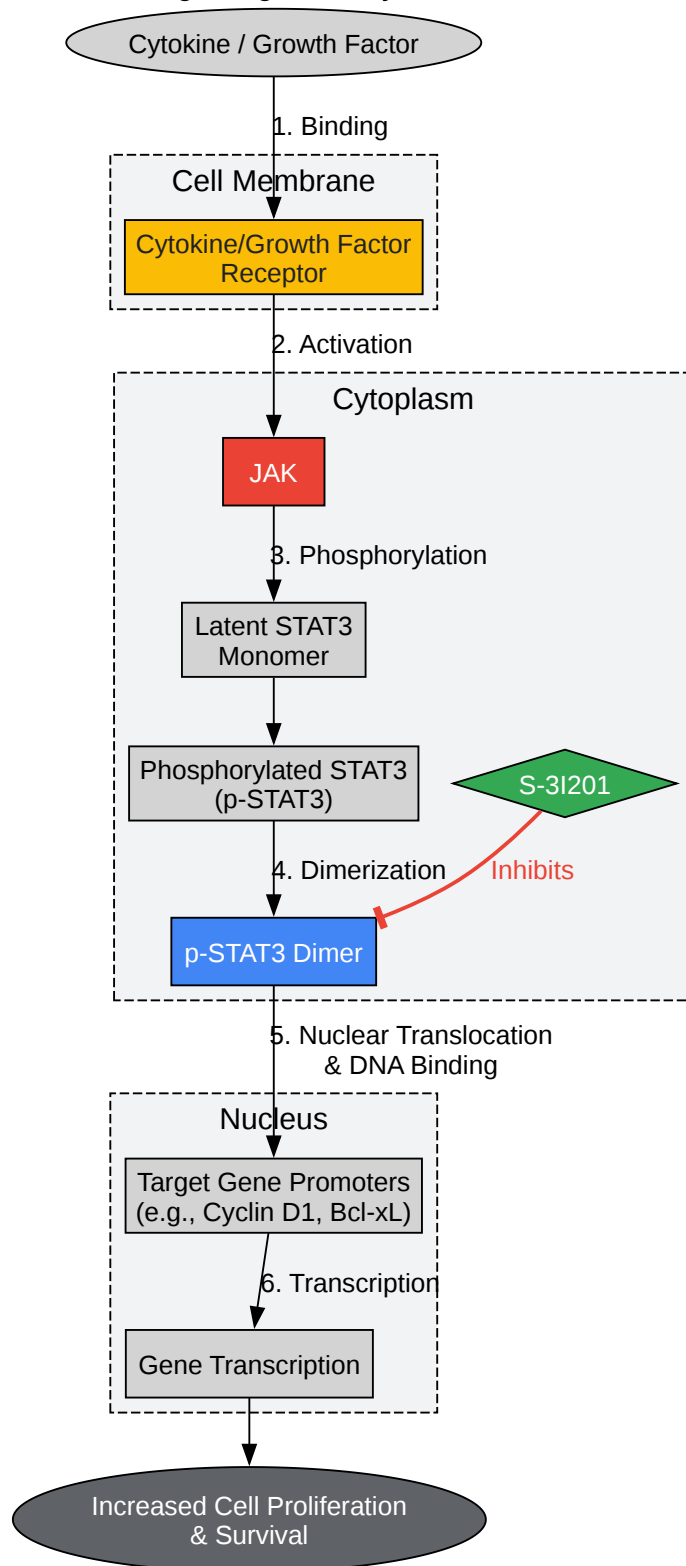 Cytokine / Growth Factor
1. Binding
Cell Membrane
Cytokine/Growth Factor
Receptor
2. Activation
Cytoplasm
JAK
3. Phosphorylation
Latent STAT3
Monomer
Phosphorylated STAT3
(p-STAT3)
S-3I201
4. Dimerization
Inhibits
p-STAT3 Dimer
5. Nuclear Translocation
& DNA Binding
Nucleus
Target Gene Promoters
(e.g., Cyclin D1, Bcl-xL)
6. Transcription
Gene Transcription
Increased Cell Proliferation
& Survival